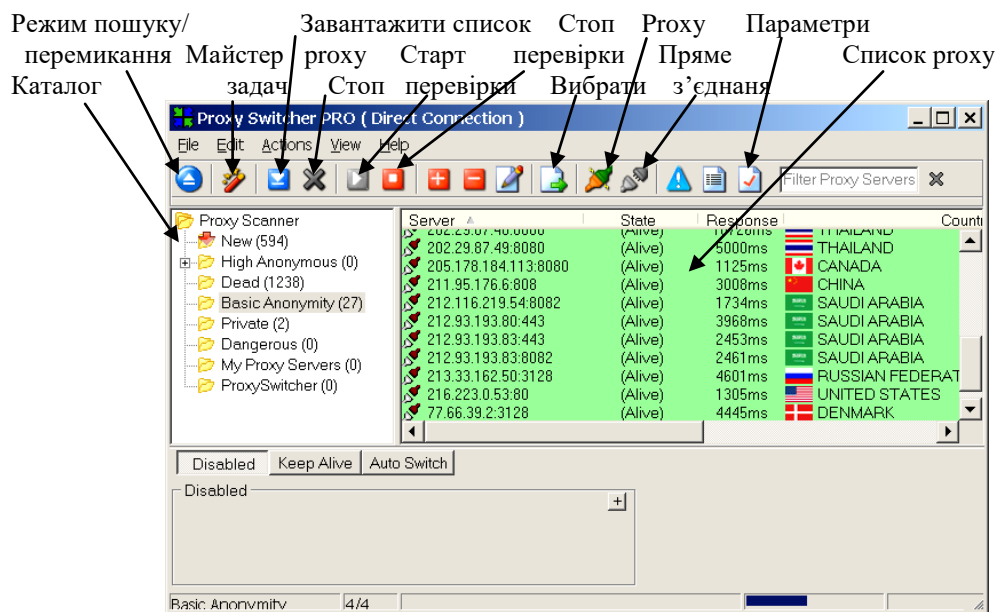 Режим пошуку/ Завантажити список Стоп Proxy Параметри
перемикання Майстер proxy Старт перевірки Пряме Список proxy
Каталог задач Стоп перевірки Вибрати з’єднаня
Proxy Switcher PRO ( Direct Connection )
File Edit Actions View Help
Filter Proxy Servers
Proxy Scanner
New (594)
High Anonymous (0)
Dead (1238)
Basic Anonymity (27)
Private (2)
Dangerous (0)
My Proxy Servers (0)
ProxySwitcher (0)
Server State Response Countr
202.29.87.49:8080 (Alive) 5000ms THAILAND
205.178.184.113:8080 (Alive) 1125ms CANADA
211.95.176.6:808 (Alive) 3008ms CHINA
212.116.219.54:8082 (Alive) 1734ms SAUDI ARABIA
212.93.193.80:443 (Alive) 3968ms SAUDI ARABIA
212.93.193.83:443 (Alive) 2453ms SAUDI ARABIA
212.93.193.83:8082 (Alive) 2461ms SAUDI ARABIA
213.33.162.50:3128 (Alive) 4601ms RUSSIAN FEDERAT
216.223.0.53:80 (Alive) 1305ms UNITED STATES
77.66.39.2:3128 (Alive) 4445ms DENMARK
Disabled Keep Alive Auto Switch
Disabled
Basic Anonymity 4/4